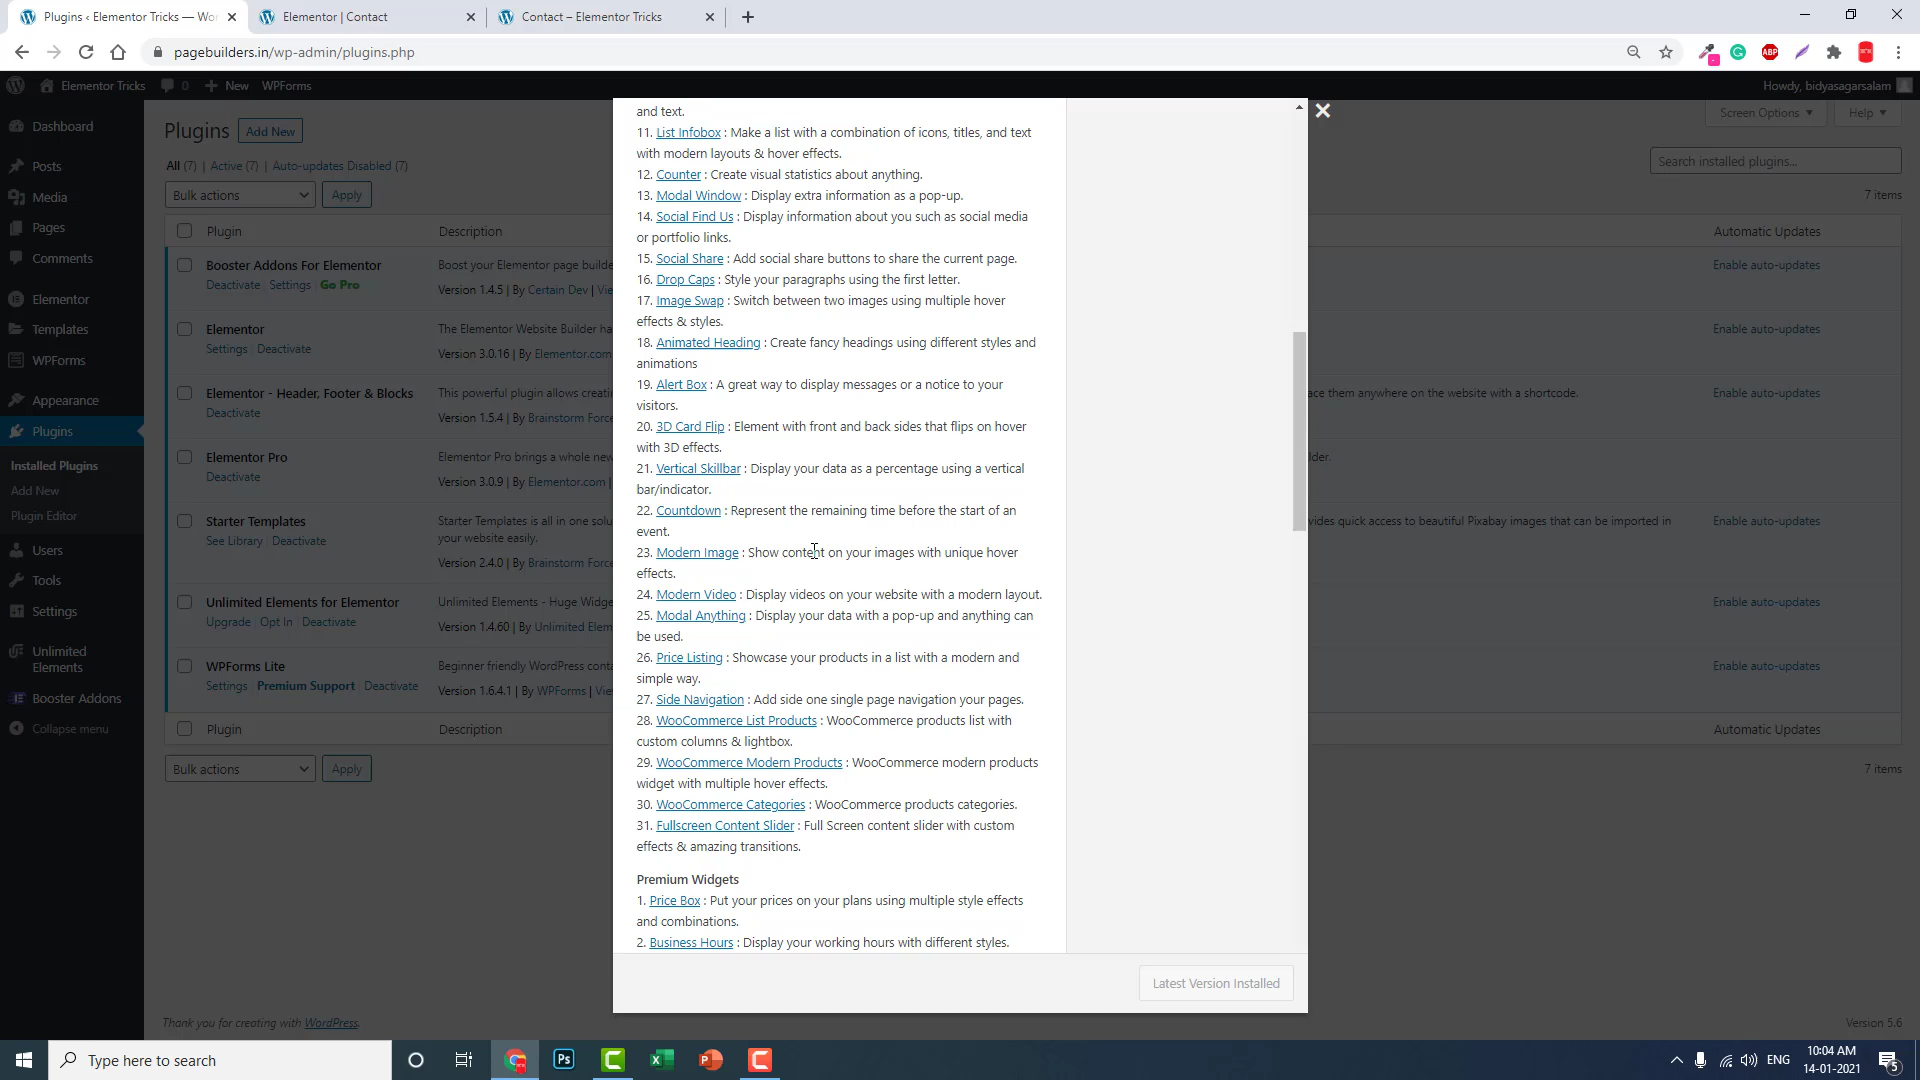 Plugins ‹ Elementor Tricks — Wor
Elementor | Contact
Contact – Elementor Tricks
pagebuilders.in/wp-admin/plugins.php
ABP
Elementor Tricks
0
New
WPForms
Howdy, bidyasagarsalam
Dashboard
Posts
Media
Pages
Comments
Elementor
Templates
WPForms
Appearance
Plugins
Installed Plugins
Add New
Plugin Editor
Users
Tools
Settings
Unlimited
Elements
Booster Addons
Collapse menu
Plugins
Add New
Screen Options
Help
All (7) | Active (7) | Auto-updates Disabled (7)
Search installed plugins...
Bulk actions
Apply
7 items
Plugin
Description
Automatic Updates
Booster Addons For Elementor
Deactivate | Settings | Go Pro
Boost your Elementor page builde
Version 1.4.5 | By Certain Dev | Vie
Enable auto-updates
Elementor
Settings | Deactivate
The Elementor Website Builder ha
Version 3.0.16 | By Elementor.com
Enable auto-updates
Elementor - Header, Footer & Blocks
Deactivate
This powerful plugin allows creatin
ace them anywhere on the website with a shortcode.
Version 1.5.4 | By Brainstorm Force
Enable auto-updates
Elementor Pro
Deactivate
Elementor Pro brings a whole new
lder.
Version 3.0.9 | By Elementor.com |
Enable auto-updates
Starter Templates
See Library | Deactivate
Starter Templates is all in one solu
vides quick access to beautiful Pixabay images that can be imported in
your website easily.
Version 2.4.0 | By Brainstorm Forc
Enable auto-updates
Unlimited Elements for Elementor
Upgrade | Opt In | Deactivate
Unlimited Elements - Huge Widge
Version 1.4.60 | By Unlimited Elem
Enable auto-updates
WPForms Lite
Settings | Premium Support | Deactivate
Beginner friendly WordPress conta
Version 1.6.4.1 | By WPForms | Vie
Enable auto-updates
Plugin
Description
Automatic Updates
Bulk actions
Apply
7 items
and text.
11. List Infobox : Make a list with a combination of icons, titles, and text
with modern layouts & hover effects.
12. Counter : Create visual statistics about anything.
13. Modal Window : Display extra information as a pop-up.
14. Social Find Us : Display information about you such as social media
or portfolio links.
15. Social Share : Add social share buttons to share the current page.
16. Drop Caps : Style your paragraphs using the first letter.
17. Image Swap : Switch between two images using multiple hover
effects & styles.
18. Animated Heading : Create fancy headings using different styles and
animations
19. Alert Box : A great way to display messages or a notice to your
visitors.
20. 3D Card Flip : Element with front and back sides that flips on hover
with 3D effects.
21. Vertical Skillbar : Display your data as a percentage using a vertical
bar/indicator.
22. Countdown : Represent the remaining time before the start of an
event.
23. Modern Image : Show content on your images with unique hover
effects.
24. Modern Video : Display videos on your website with a modern layout.
25. Modal Anything : Display your data with a pop-up and anything can
be used.
26. Price Listing : Showcase your products in a list with a modern and
simple way.
27. Side Navigation : Add side one single page navigation your pages.
28. WooCommerce List Products : WooCommerce products list with
custom columns & lightbox.
29. WooCommerce Modern Products : WooCommerce modern products
widget with multiple hover effects.
30. WooCommerce Categories : WooCommerce products categories.
31. Fullscreen Content Slider : Full Screen content slider with custom
effects & amazing transitions.
Premium Widgets
1. Price Box : Put your prices on your plans using multiple style effects
and combinations.
2. Business Hours : Display your working hours with different styles.
Latest Version Installed
Thank you for creating with WordPress.
Version 5.6
Type here to search
Ps
ENG
10:04 AM
14-01-2021
5